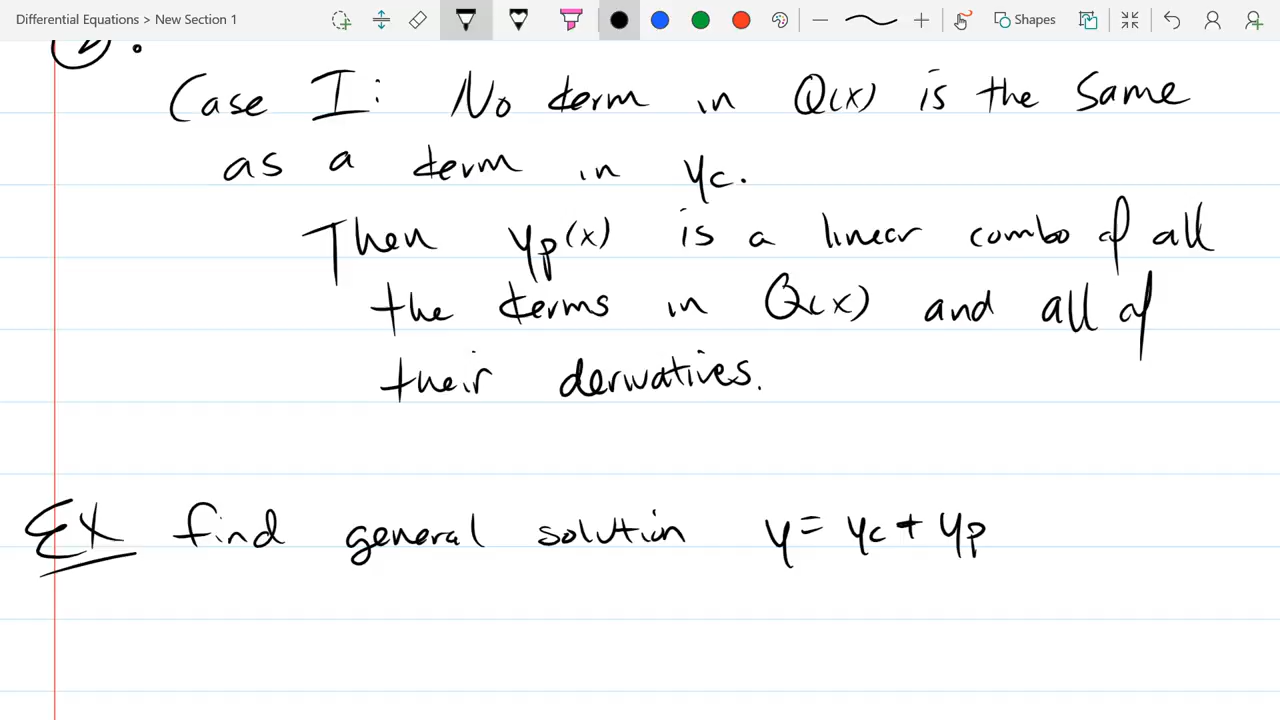 Differential Equations > New Section 1
Shapes
Case I: No term in Q(x) is the same
as a term in yc.
Then yp(x) is a linear combo of all
the terms in Q(x) and all of
their derivatives.
EX find general solution y = yc + yp